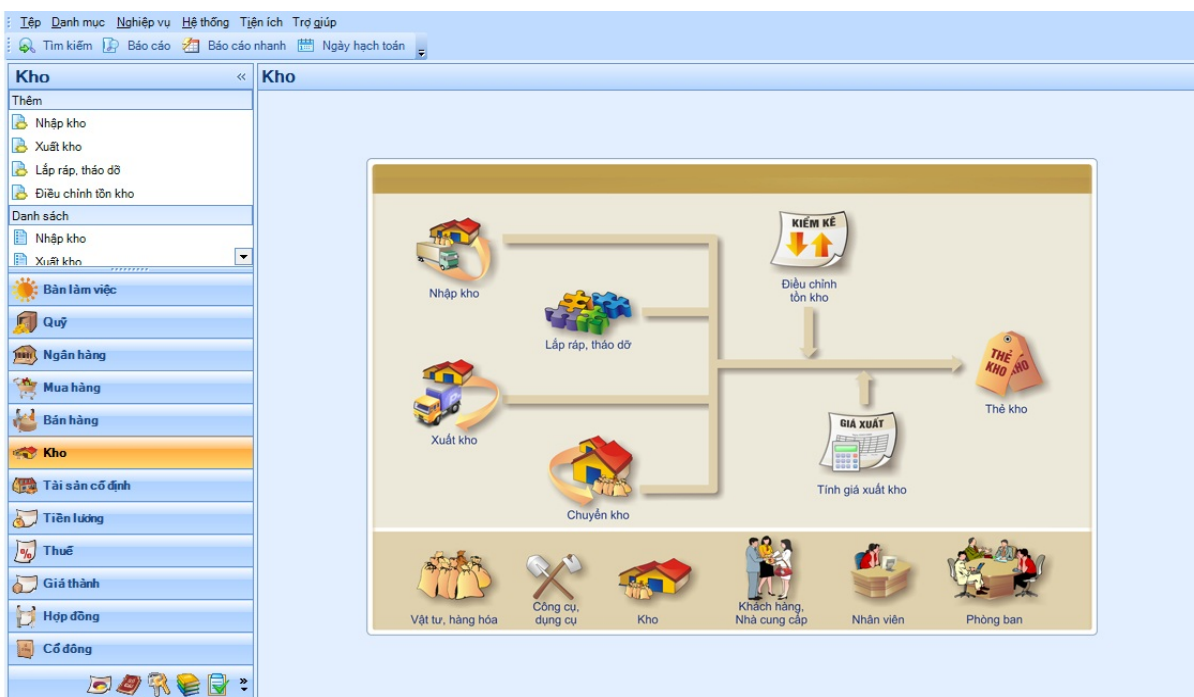 Tệp Danh mục Nghiệp vụ Hệ thống Tiện ích Trợ giúp
Tìm kiếm Báo cáo Báo cáo nhanh Ngày hạch toán
Kho
Kho
Thêm
Nhập kho
Xuất kho
Lắp ráp, tháo dỡ
Điều chỉnh tồn kho
Danh sách
Nhập kho
Xuất kho
Bàn làm việc
Quỹ
Ngân hàng
Mua hàng
Bán hàng
Kho
Tài sản cố định
Tiền lương
Thuế
Giá thành
Hợp đồng
Cổ đông
KIỂM KÊ
Điều chỉnh
tồn kho
Nhập kho
Lắp ráp, tháo dỡ
THẺ
KHO
KHO
Thẻ kho
Xuất kho
GIÁ XUẤT
Tính giá xuất kho
Chuyển kho
Vật tư, hàng hóa
Công cụ,
dụng cụ
Kho
Khách hàng,
Nhà cung cấp
Nhân viên
Phòng ban